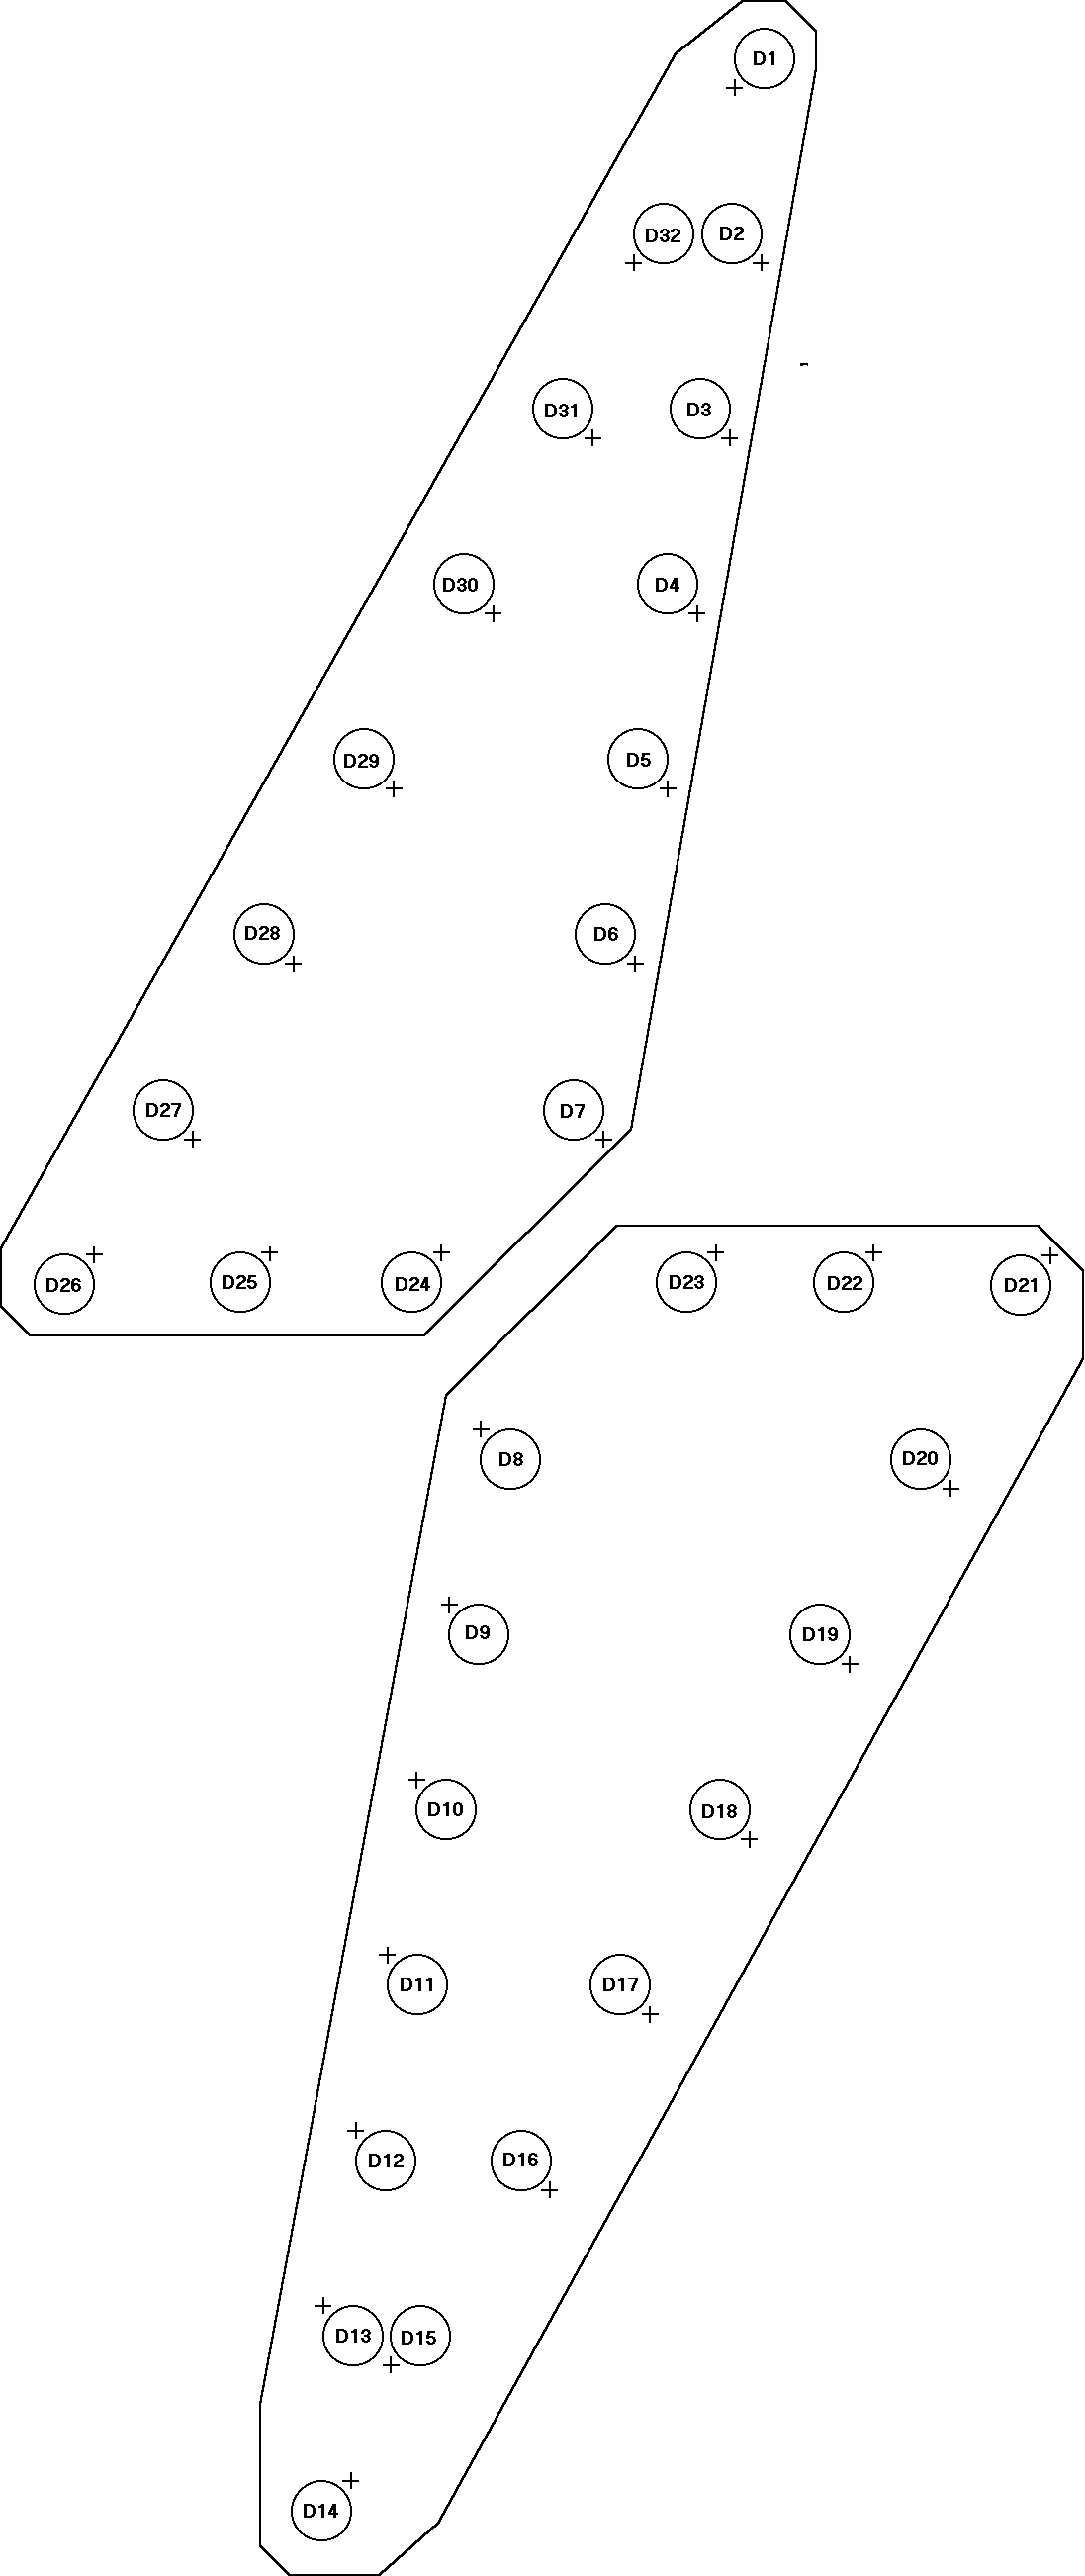 D1
+
D32 D2
+ +
-
D31 D3
+ +
D30 D4
+ +
D29 D5
+ +
D28 D6
+ +
D27 D7
+ +
+ + + + + +
D26 D25 D24 D23 D22 D21
+
D8 D20
+
+
D9 D19
+
+
D10 D18
+
+
D11 D17
+
+
D12 D16
+
+
D13 D15
+
+
D14